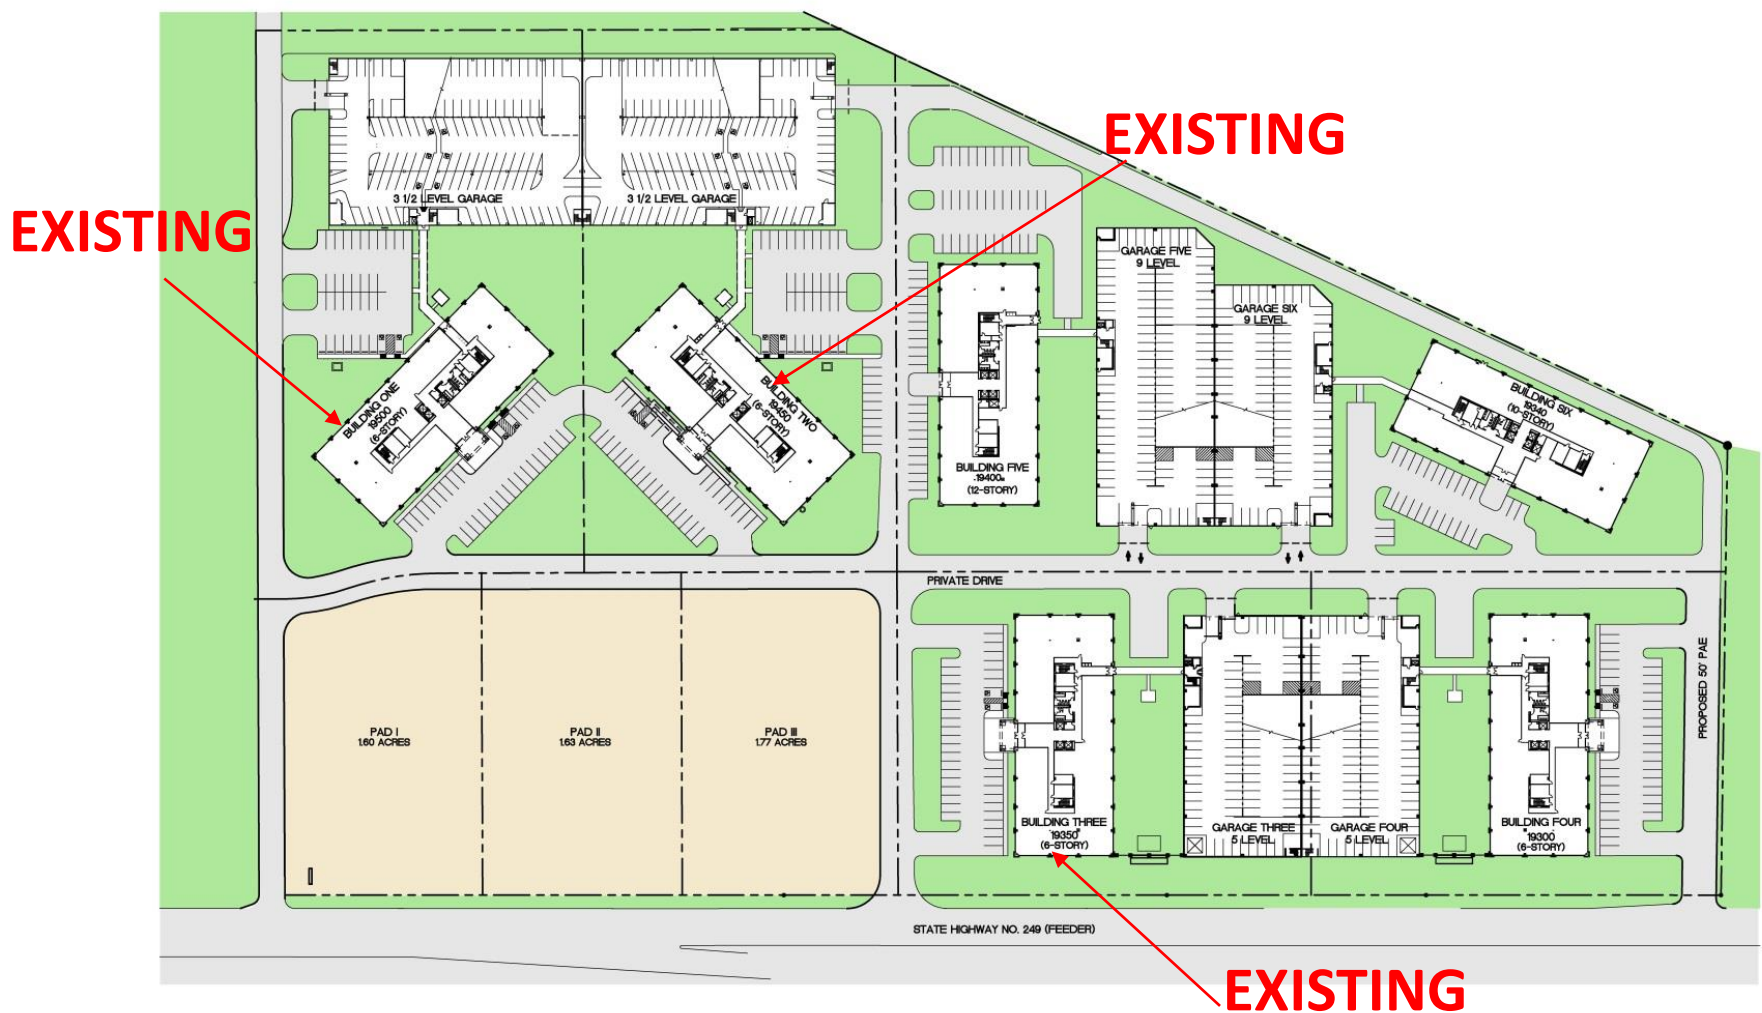 EXISTING
EXISTING
EXISTING
3 1/2 LEVEL GARAGE
3 1/2 LEVEL GARAGE
GARAGE FIVE
9 LEVEL
GARAGE SIX
9 LEVEL
BUILDING ONE
19500
(6-STORY)
BUILDING TWO
19450
(6-STORY)
BUILDING FIVE
19400
(12-STORY)
BUILDING SIX
19340
(10-STORY)
PRIVATE DRIVE
PAD I
1.60 ACRES
PAD II
1.63 ACRES
PAD III
1.77 ACRES
BUILDING THREE
19350
(6-STORY)
GARAGE THREE
5 LEVEL
GARAGE FOUR
5 LEVEL
BUILDING FOUR
19300
(6-STORY)
PROPOSED 50' PAE
STATE HIGHWAY NO. 249 (FEEDER)